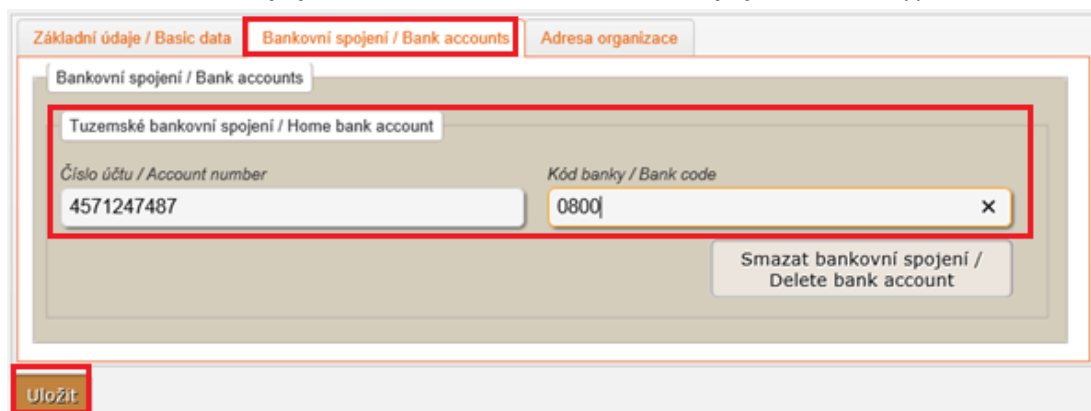 Základní údaje / Basic data Bankovní spojení / Bank accounts Adresa organizace
Bankovní spojení / Bank accounts
Tuzemské bankovní spojení / Home bank account
Číslo účtu / Account number Kód banky / Bank code
4571247487 0800 ×
Smazat bankovní spojení /
Delete bank account
Uložit